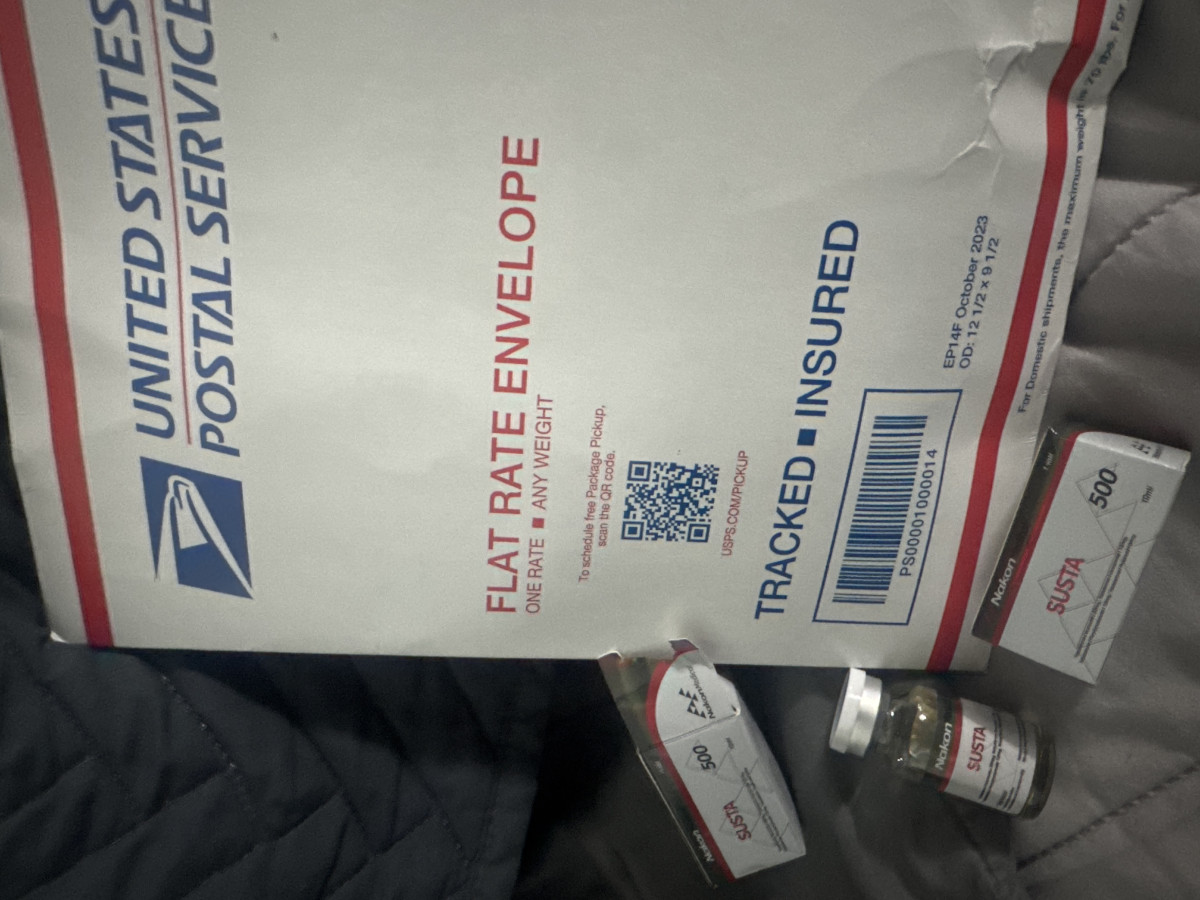 UNITED STATES
POSTAL SERVICE
FLAT RATE ENVELOPE
ONE RATE ■ ANY WEIGHT
To schedule free Package Pickup,
scan the QR code.
USPS.COM/PICKUP
TRACKED ■ INSURED
PS00001000014
EP14F October 2023
OD: 12 1/2 x 9 1/2
For Domestic shipments, the maximum weight is 70 lbs. For
Nakon
SUSTA
500
10ml
Nakon
SUSTA
Nakon
SUSTA
500